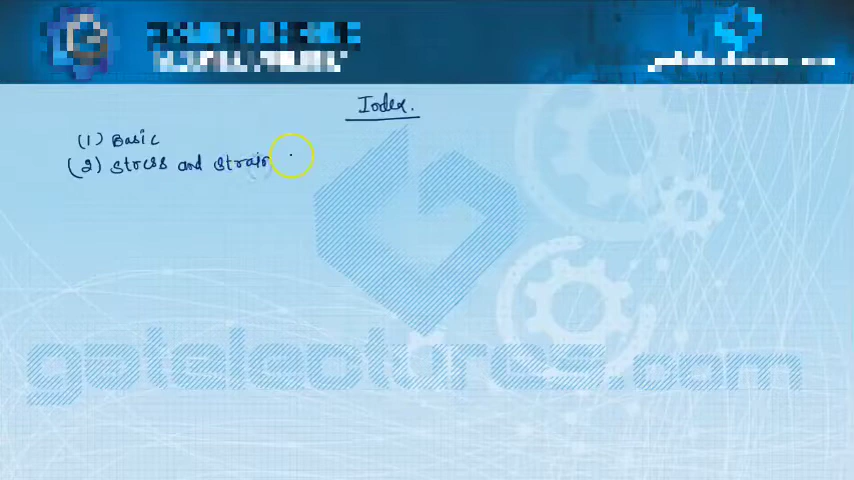 Index.
(1) Basic
(2) Stress and Strain
gatelectures.com